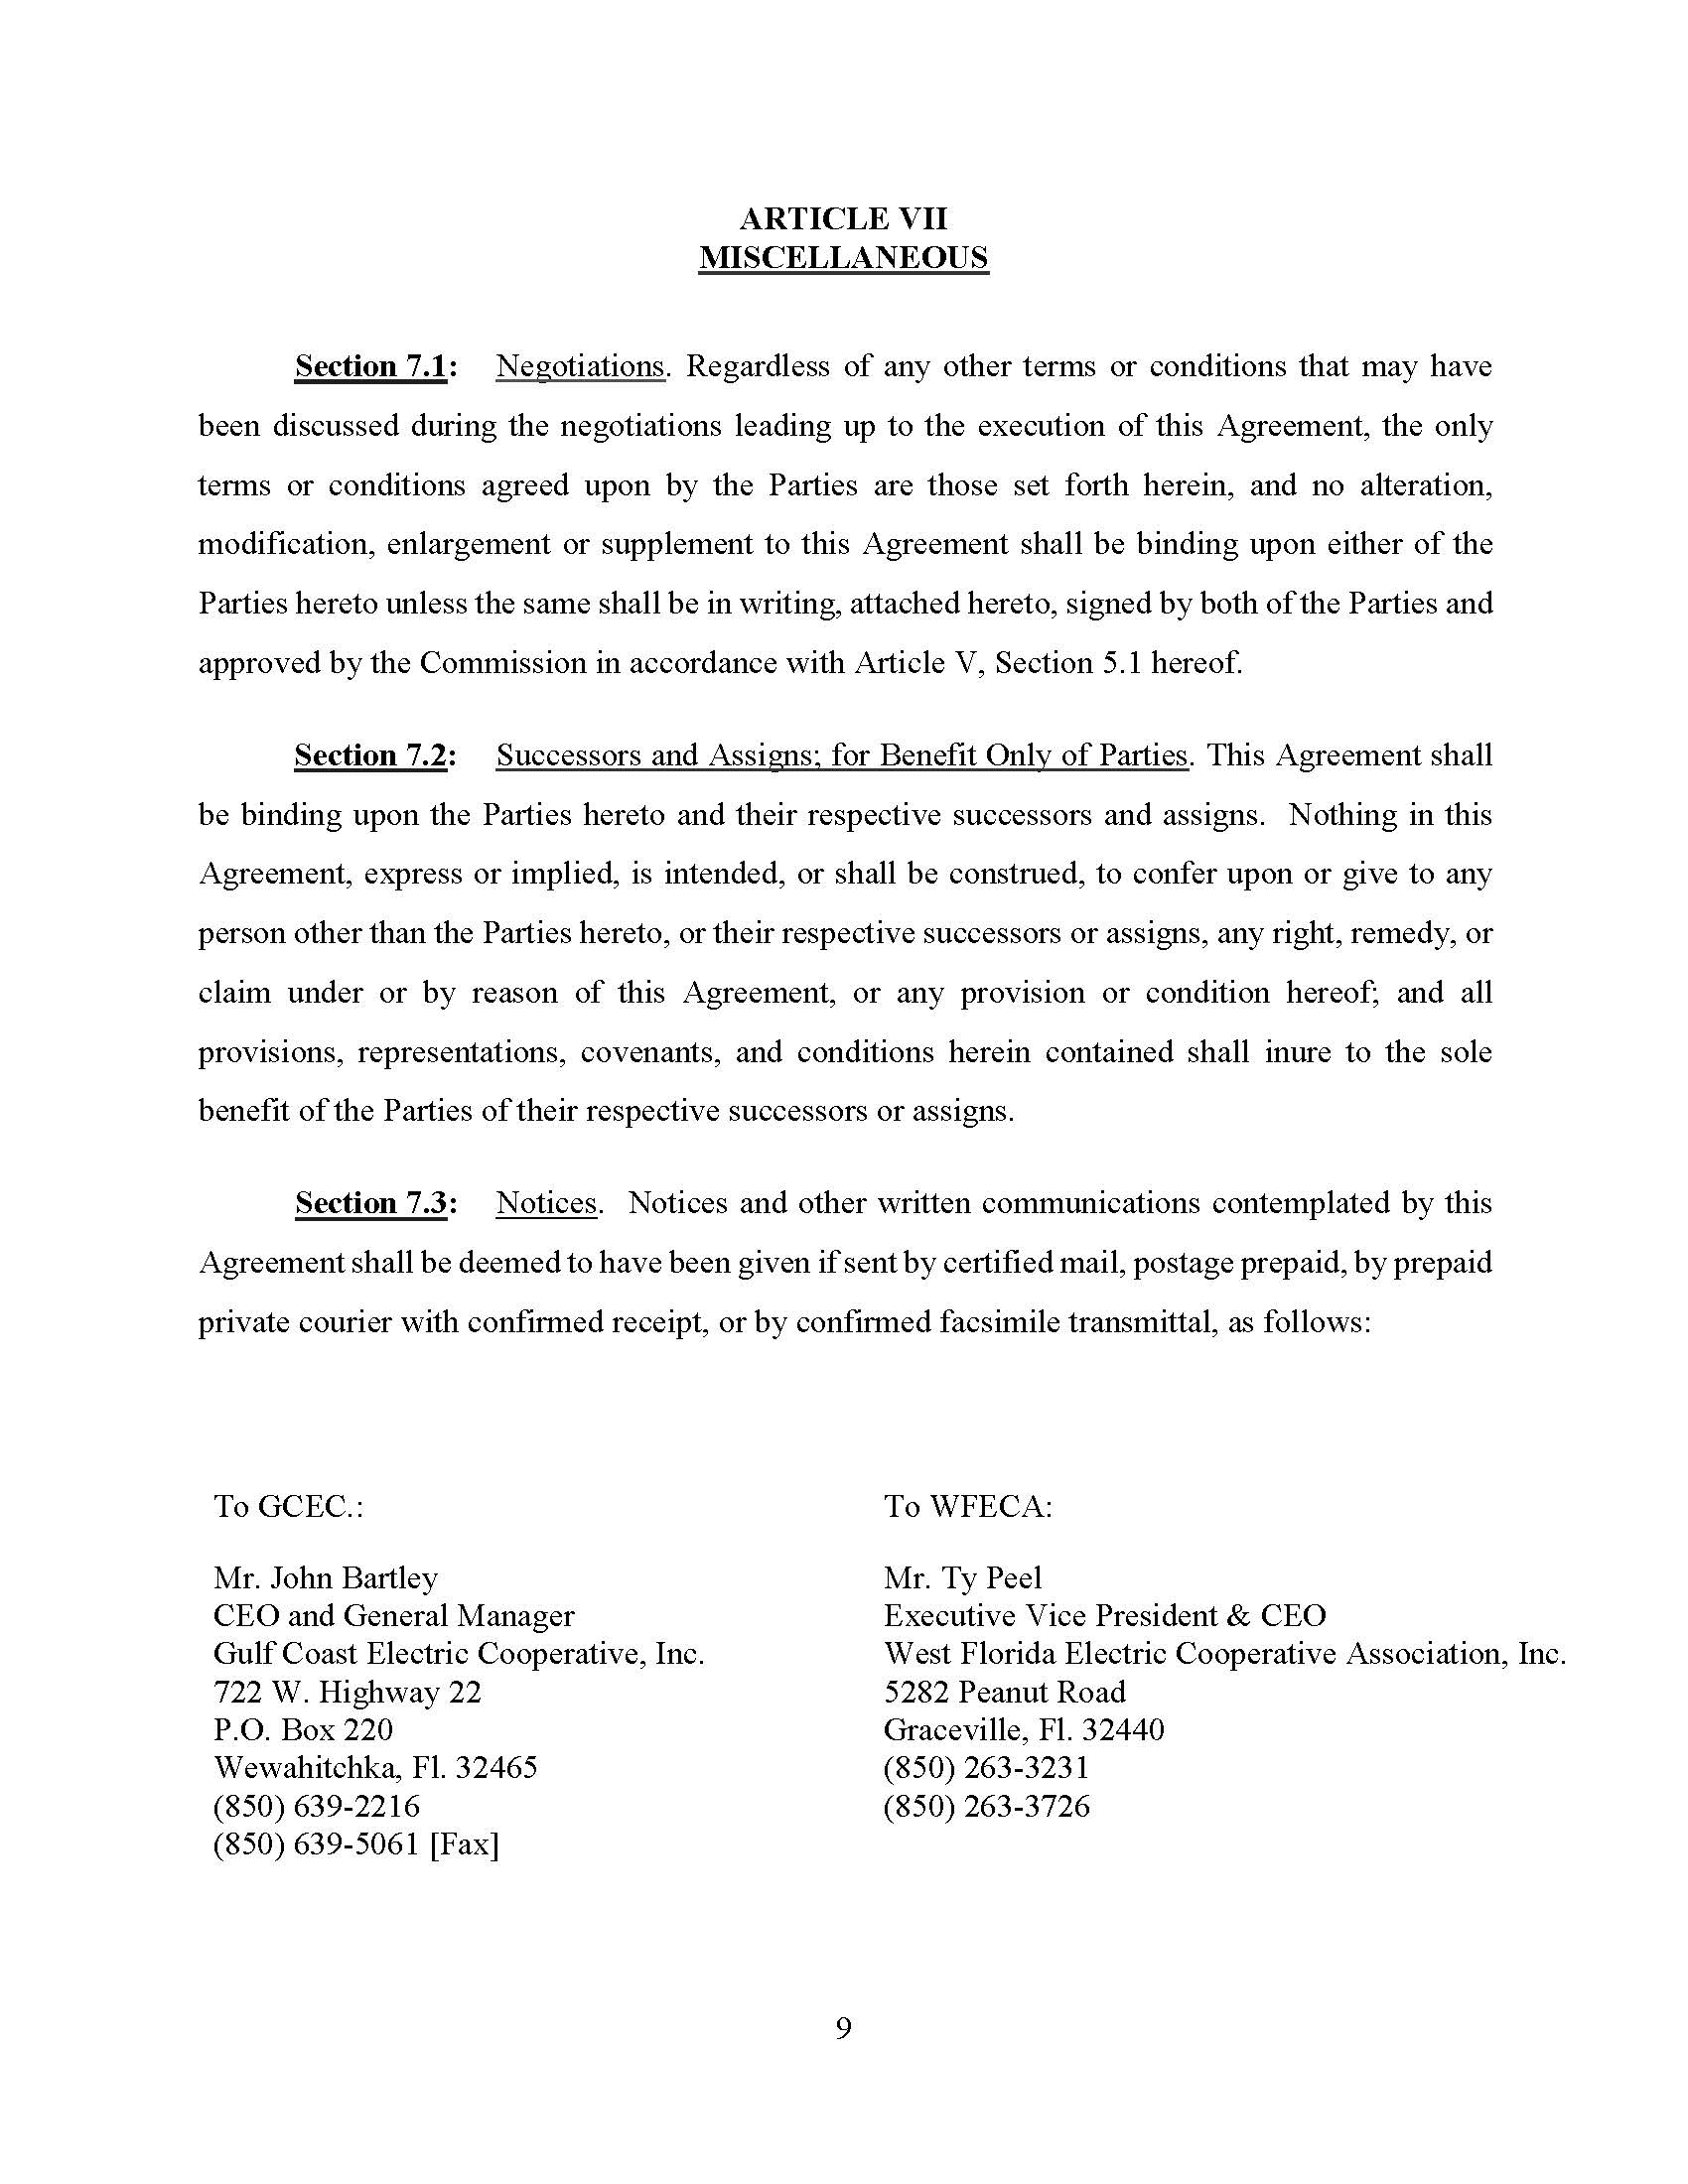 ARTICLE VII
MISCELLANEOUS
Section 7.1: Negotiations. Regardless of any other terms or conditions that may have
been discussed during the negotiations leading up to the execution of this Agreement, the only
terms or conditions agreed upon by the Parties are those set forth herein, and no alteration,
modification, enlargement or supplement to this Agreement shall be binding upon either of the
Parties hereto unless the same shall be in writing, attached hereto, signed by both of the Parties and
approved by the Commission in accordance with Article V, Section 5.1 hereof.
Section 7.2: Successors and Assigns; for Benefit Only of Parties. This Agreement shall
be binding upon the Parties hereto and their respective successors and assigns. Nothing in this
Agreement, express or implied, is intended, or shall be construed, to confer upon or give to any
person other than the Parties hereto, or their respective successors or assigns, any right, remedy, or
claim under or by reason of this Agreement, or any provision or condition hereof; and all
provisions, representations, covenants, and conditions herein contained shall inure to the sole
benefit of the Parties of their respective successors or assigns.
Section 7.3: Notices. Notices and other written communications contemplated by this
Agreement shall be deemed to have been given if sent by certified mail, postage prepaid, by prepaid
private courier with confirmed receipt, or by confirmed facsimile transmittal, as follows:
To GCEC.:
Mr. John Bartley
CEO and General Manager
Gulf Coast Electric Cooperative, Inc.
722 W. Highway 22
P.O. Box 220
Wewahitchka, Fl. 32465
(850) 639-2216
(850) 639-5061 [Fax]
To WFECA:
Mr. Ty Peel
Executive Vice President & CEO
West Florida Electric Cooperative Association, Inc.
5282 Peanut Road
Graceville, Fl. 32440
(850) 263-3231
(850) 263-3726
9